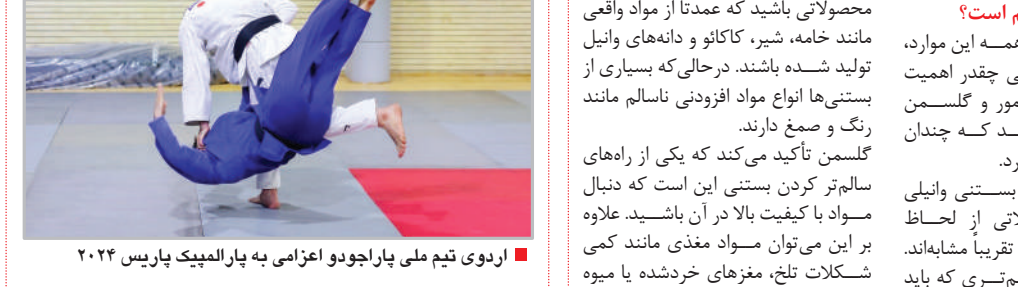 م است؟
همـه این موارد،
ی چقدر اهمیت
مور و گلســمن
ـد کــه چندان
رد.
بســتنی وانیلی
لاتی از لحــاظ
تقریباً مشابه‌اند.
م‌تــری که باید
محصولاتی باشید که عمدتاً از مواد واقعی
مانند خامه، شیر، کاکائو و دانه‌های وانیل
تولید شــده باشند. درحالی‌که بسیاری از
بستنی‌ها انواع مواد افزودنی ناسالم مانند
رنگ و صمغ دارند.
گلسمن تأکید می‌کند که یکی از راه‌های
سالم‌تر کردن بستنی این است که دنبال
مــواد با کیفیت بالا در آن باشــید. علاوه
بر این می‌توان مــواد مغذی مانند کمی
شــکلات تلخ، مغزهای خردشده یا میوه
اردوی تیم ملی پاراجودو اعزامی به پارالمپیک پاریس ۲۰۲۴